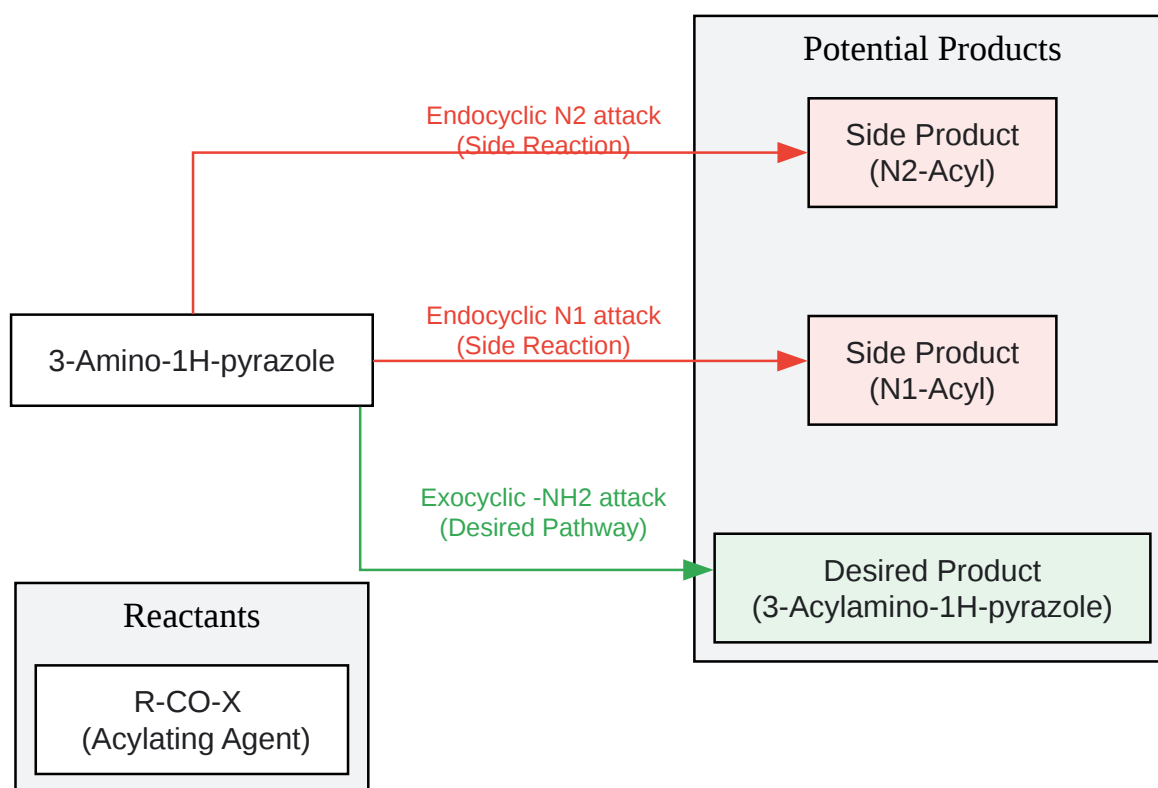 Potential Products
Endocyclic N2 attack
(Side Reaction)
Side Product
(N2-Acyl)
Endocyclic N1 attack
(Side Reaction)
Side Product
(N1-Acyl)
3-Amino-1H-pyrazole
Exocyclic -NH2 attack
(Desired Pathway)
Desired Product
(3-Acylamino-1H-pyrazole)
Reactants
R-CO-X
(Acylating Agent)